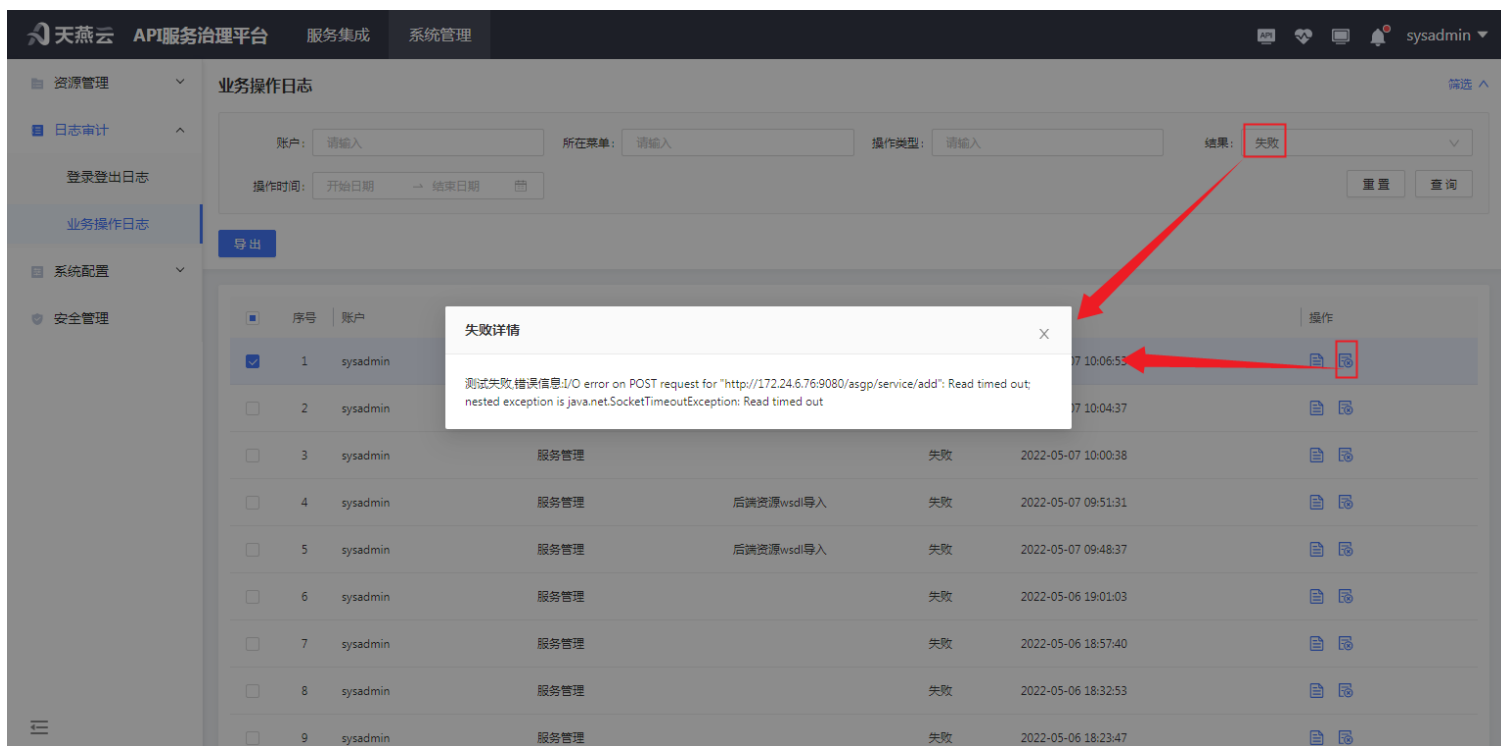 天燕云 API服务治理平台 服务集成 系统管理 API sysadmin
资源管理
日志审计
登录登出日志
业务操作日志
系统配置
安全管理
业务操作日志 筛选
账户: 请输入 所在菜单: 请输入 操作类型: 请输入 结果: 失败
操作时间: 开始日期 → 结束日期 重置 查询
导出
序号 账户 操作
1 sysadmin 07 10:06:53
2 sysadmin 07 10:04:37
失败详情
测试失败,错误信息:I/O error on POST request for "http://172.24.6.76:9080/asgp/service/add": Read timed out;
nested exception is java.net.SocketTimeoutException: Read timed out
3 sysadmin 服务管理 失败 2022-05-07 10:00:38
4 sysadmin 服务管理 后端资源wsdl导入 失败 2022-05-07 09:51:31
5 sysadmin 服务管理 后端资源wsdl导入 失败 2022-05-07 09:48:37
6 sysadmin 服务管理 失败 2022-05-06 19:01:03
7 sysadmin 服务管理 失败 2022-05-06 18:57:40
8 sysadmin 服务管理 失败 2022-05-06 18:32:53
9 sysadmin 服务管理 失败 2022-05-06 18:23:47